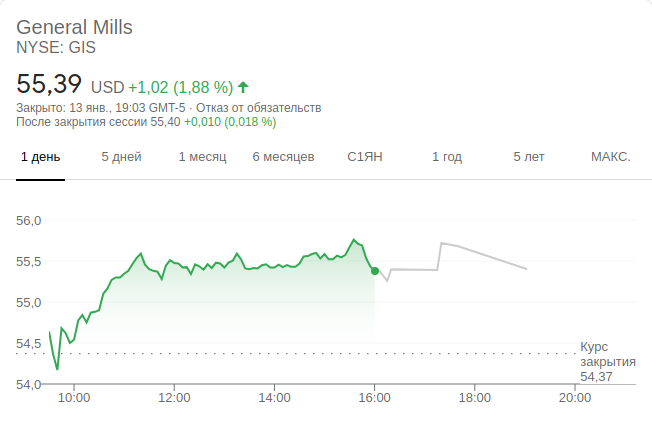 General Mills
NYSE: GIS
55,39 USD +1,02 (1,88 %)
Закрыто: 13 янв., 19:03 GMT-5 · Отказ от обязательств
После закрытия сессии 55,40 +0,010 (0,018 %)
1 день 5 дней 1 месяц 6 месяцев С1ЯН 1 год 5 лет МАКС.
56,0
55,5
55,0
54,5
54,0
Курс
закрытия
54,37
10:00 12:00 14:00 16:00 18:00 20:00